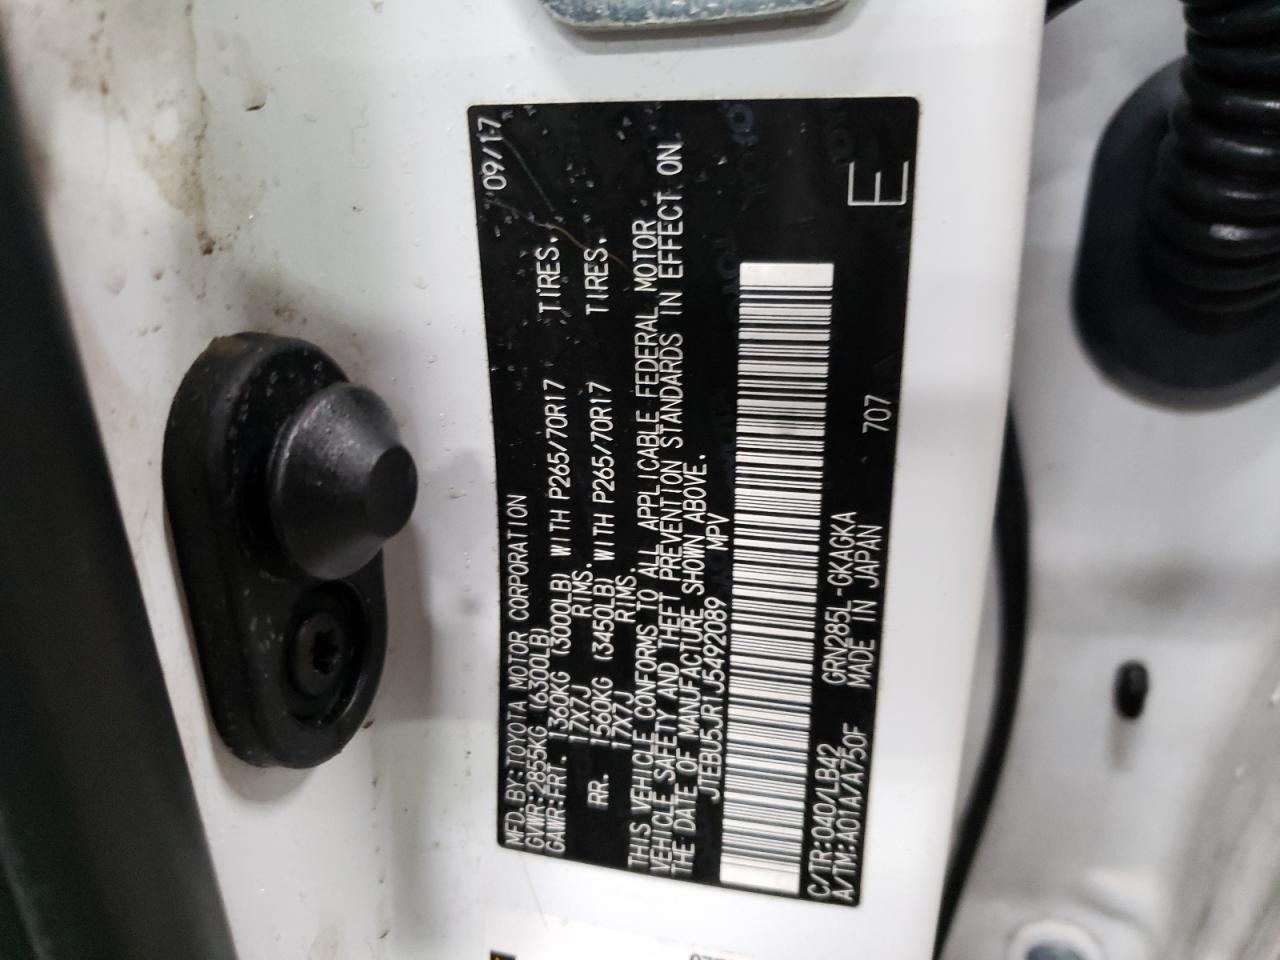 MFD.BY:TOYOTA MOTOR CORPORATION 09/17
GVWR:2855KG (6300LB)
GAWR:FRT. 1360KG (3000LB) WITH P265/70R17 TIRES.
17X7J RIMS.
RR. 1560KG (3450LB) WITH P265/70R17 TIRES.
17X7J RIMS.
THIS VEHICLE CONFORMS TO ALL APPLICABLE FEDERAL MOTOR
VEHICLE SAFETY AND THEFT PREVENTION STANDARDS IN EFFECT ON
THE DATE OF MANUFACTURE SHOWN ABOVE.
JTEBU5JR1J5492089 MPV
C/TR:040/LB42 GRN285L-GKAGKA 707 E
A/TM:A01A/A750F MADE IN JAPAN